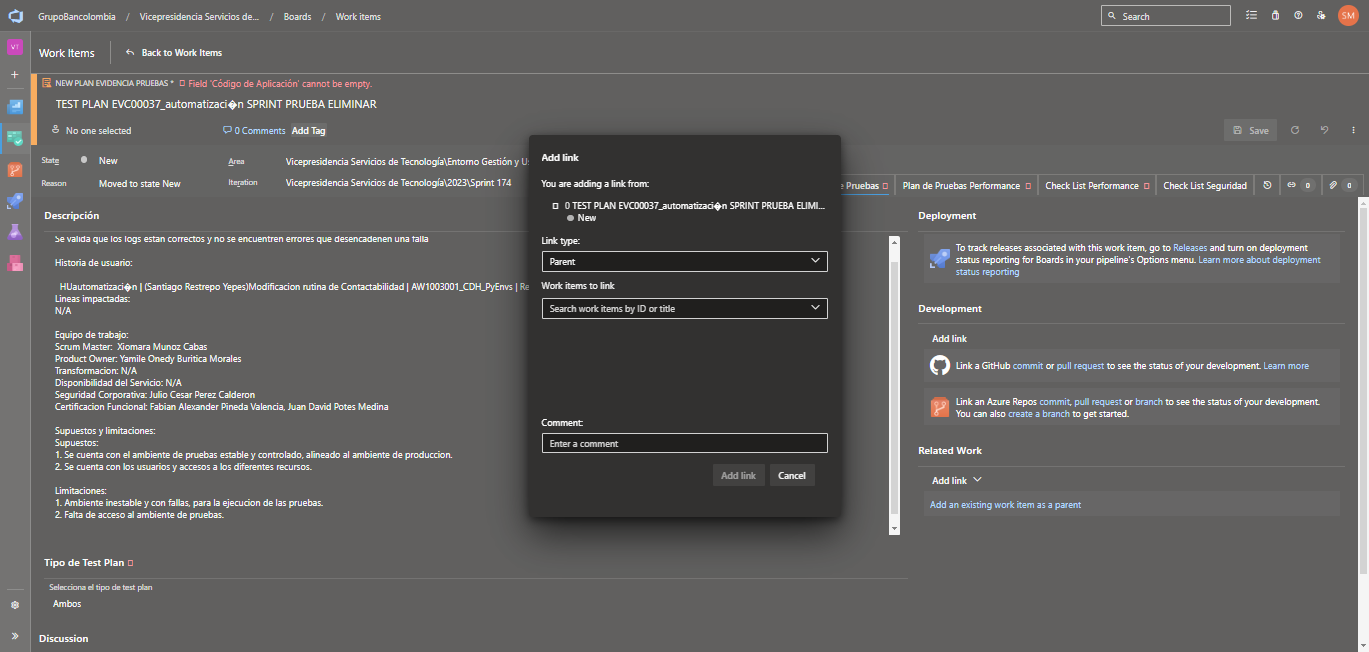 GrupoBancolombia / Vicepresidencia Servicios de... / Boards / Work items
Search
SM
VT
Work Items
Back to Work Items
NEW PLAN EVIDENCIA PRUEBAS * Field 'Código de Aplicación' cannot be empty.
TEST PLAN EVC00037_automatizaci�n SPRINT PRUEBA ELIMINAR
No one selected
0 Comments
Add Tag
Save
State
New
Area
Vicepresidencia Servicios de Tecnología\Entorno Gestión y Us
Reason
Moved to state New
Iteration
Vicepresidencia Servicios de Tecnología\2023\Sprint 174
e Pruebas
Plan de Pruebas Performance
Check List Performance
Check List Seguridad
0
0
Descripción
Se valida que los logs estan correctos y no se encuentren errores que desencadenen una falla
Historia de usuario:
HUautomatizaci�n | (Santiago Restrepo Yepes)Modificacion rutina de Contactabilidad | AW1003001_CDH_PyEnvs | Re
Lineas impactadas:
N/A
Equipo de trabajo:
Scrum Master: Xiomara Munoz Cabas
Product Owner: Yamile Onedy Buritica Morales
Transformacion: N/A
Disponibilidad del Servicio: N/A
Seguridad Corporativa: Julio Cesar Perez Calderon
Certificacion Funcional: Fabian Alexander Pineda Valencia, Juan David Potes Medina
Supuestos y limitaciones:
Supuestos:
1. Se cuenta con el ambiente de pruebas estable y controlado, alineado al ambiente de produccion.
2. Se cuenta con los usuarios y accesos a los diferentes recursos.
Limitaciones:
1. Ambiente inestable y con fallas, para la ejecucion de las pruebas.
2. Falta de acceso al ambiente de pruebas.
Tipo de Test Plan
Selecciona el tipo de test plan
Ambos
Discussion
Add link
You are adding a link from:
0 TEST PLAN EVC00037_automatizaci�n SPRINT PRUEBA ELIMI...
New
Link type:
Parent
Work items to link
Search work items by ID or title
Comment:
Enter a comment
Add link
Cancel
Deployment
To track releases associated with this work item, go to Releases and turn on deployment
status reporting for Boards in your pipeline's Options menu. Learn more about deployment
status reporting
Development
Add link
Link a GitHub commit or pull request to see the status of your development. Learn more
Link an Azure Repos commit, pull request or branch to see the status of your development.
You can also create a branch to get started.
Related Work
Add link
Add an existing work item as a parent